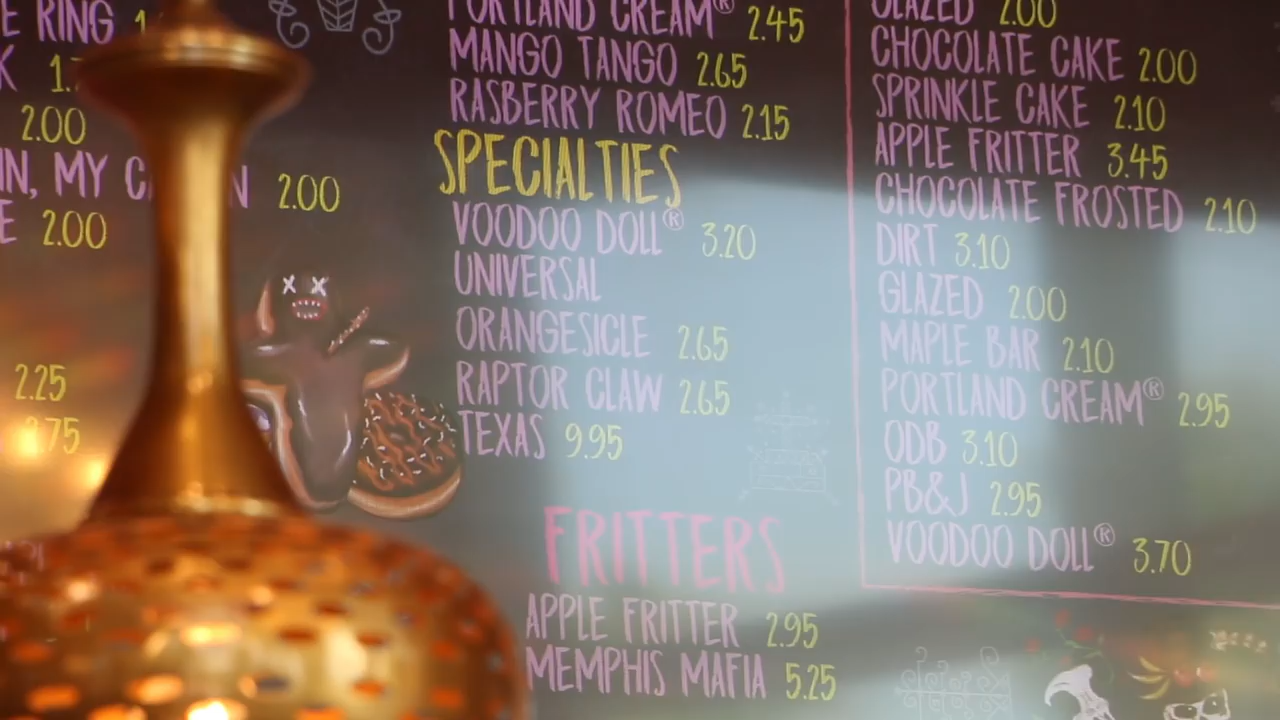 E RING
K
2.00
IN, MY 2.00
E 2.00
2.25
PORTLAND CREAM® 2.45
MANGO TANGO 2.65
RASBERRY ROMEO 2.15
SPECIALTIES
VOODOO DOLL® 3.20
UNIVERSAL
ORANGESICLE 2.65
RAPTOR CLAW 2.65
TEXAS 9.95
FRITTERS
APPLE FRITTER 2.95
MEMPHIS MAFIA 5.25
GLAZED 2.00
CHOCOLATE CAKE 2.00
SPRINKLE CAKE 2.10
APPLE FRITTER 3.45
CHOCOLATE FROSTED 2.10
DIRT 3.10
GLAZED 2.00
MAPLE BAR 2.10
PORTLAND CREAM® 2.95
ODB 3.10
PB&J 2.95
VOODOO DOLL® 3.70